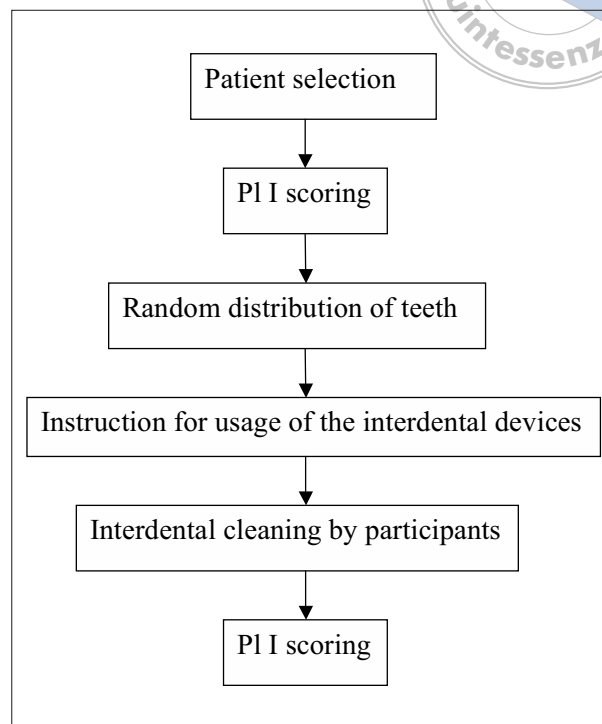 uintessenz
Patient selection
Pl I scoring
Random distribution of teeth
Instruction for usage of the interdental devices
Interdental cleaning by participants
Pl I scoring